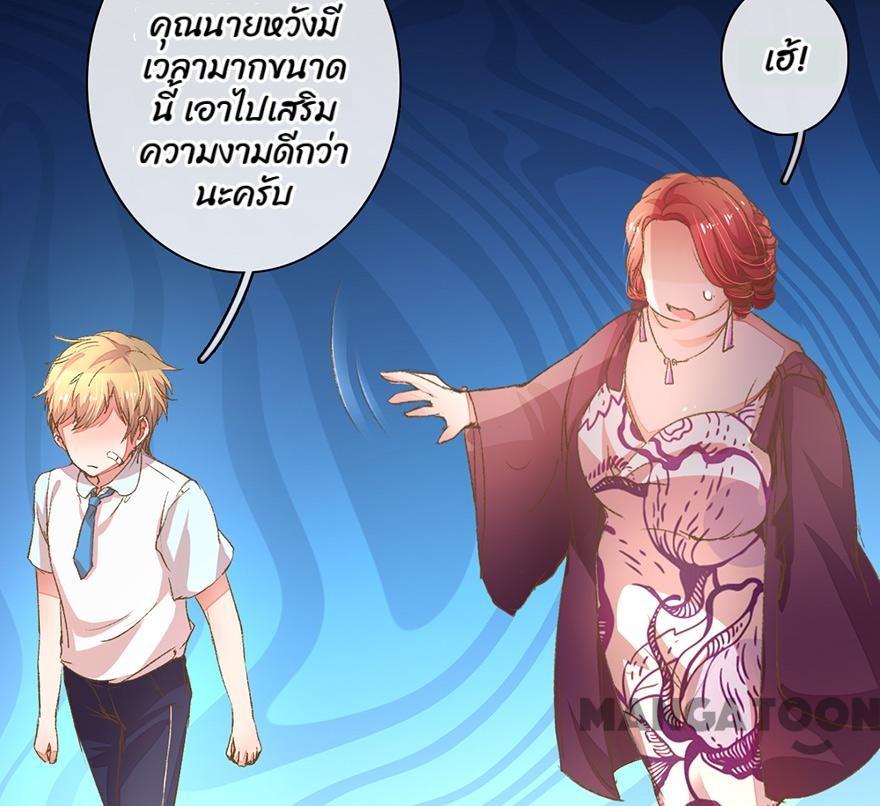 คุณนายหวังมี
เวลามากขนาด
นี้ เอาไปเสริม
ความงามดีกว่า
นะครับ
เฮ้!
MANGATOON